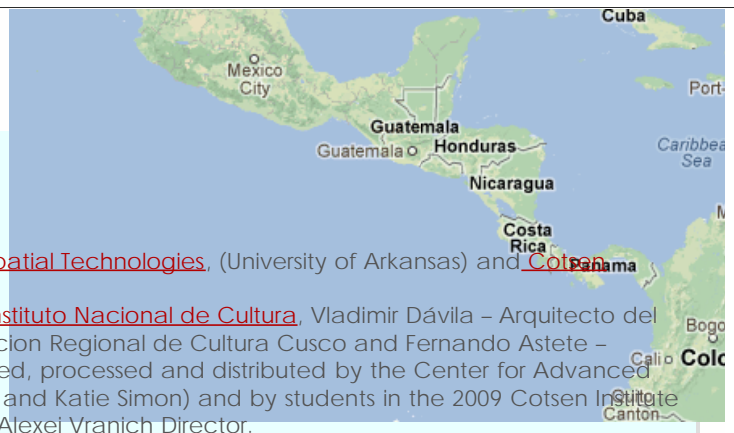 Cuba
Mexico
City
Port-
Guatemala
Guatemala Honduras
Caribbea
Sea
Nicaragua
Costa
Rica
patial Technologies, (University of Arkansas) and Cotsen
Panama
nstituto Nacional de Cultura, Vladimir Dávila – Arquitecto del
Bogo
cion Regional de Cultura Cusco and Fernando Astete –
Cali Colo
ed, processed and distributed by the Center for Advanced
and Katie Simon) and by students in the 2009 Cotsen Institute
Quito
Canton
Alexei Vranich Director.